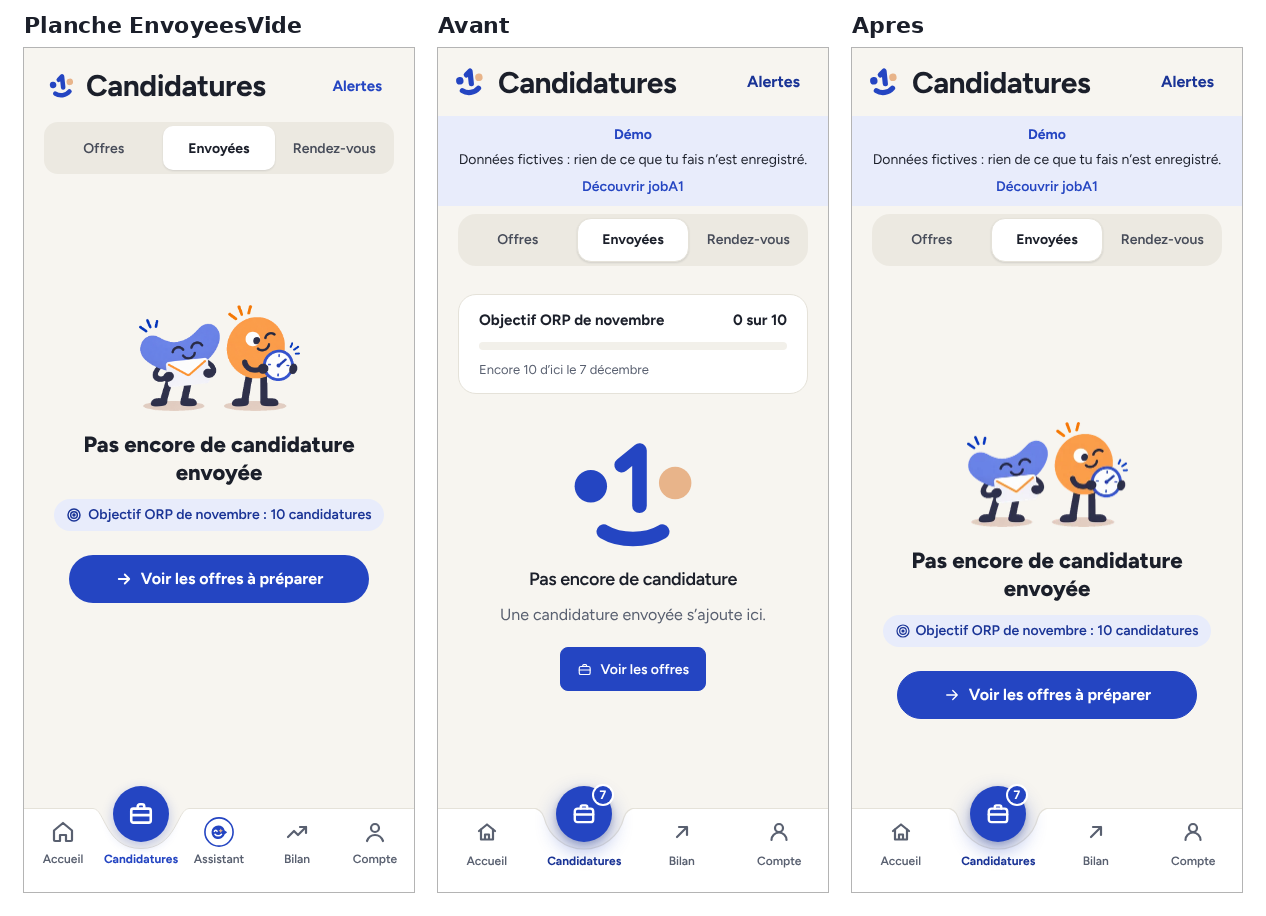 Planche EnvoyeesVide
Candidatures
Alertes
Offres
Envoyées
Rendez-vous
Pas encore de candidature
envoyée
Objectif ORP de novembre : 10 candidatures
Voir les offres à préparer
Accueil
Candidatures
Assistant
Bilan
Compte
Avant
Candidatures
Alertes
Démo
Données fictives : rien de ce que tu fais n’est enregistré.
Découvrir jobA1
Offres
Envoyées
Rendez-vous
Objectif ORP de novembre
0 sur 10
Encore 10 d’ici le 7 décembre
Pas encore de candidature
Une candidature envoyée s’ajoute ici.
Voir les offres
7
Accueil
Candidatures
Bilan
Compte
Apres
Candidatures
Alertes
Démo
Données fictives : rien de ce que tu fais n’est enregistré.
Découvrir jobA1
Offres
Envoyées
Rendez-vous
Pas encore de candidature
envoyée
Objectif ORP de novembre : 10 candidatures
Voir les offres à préparer
7
Accueil
Candidatures
Bilan
Compte